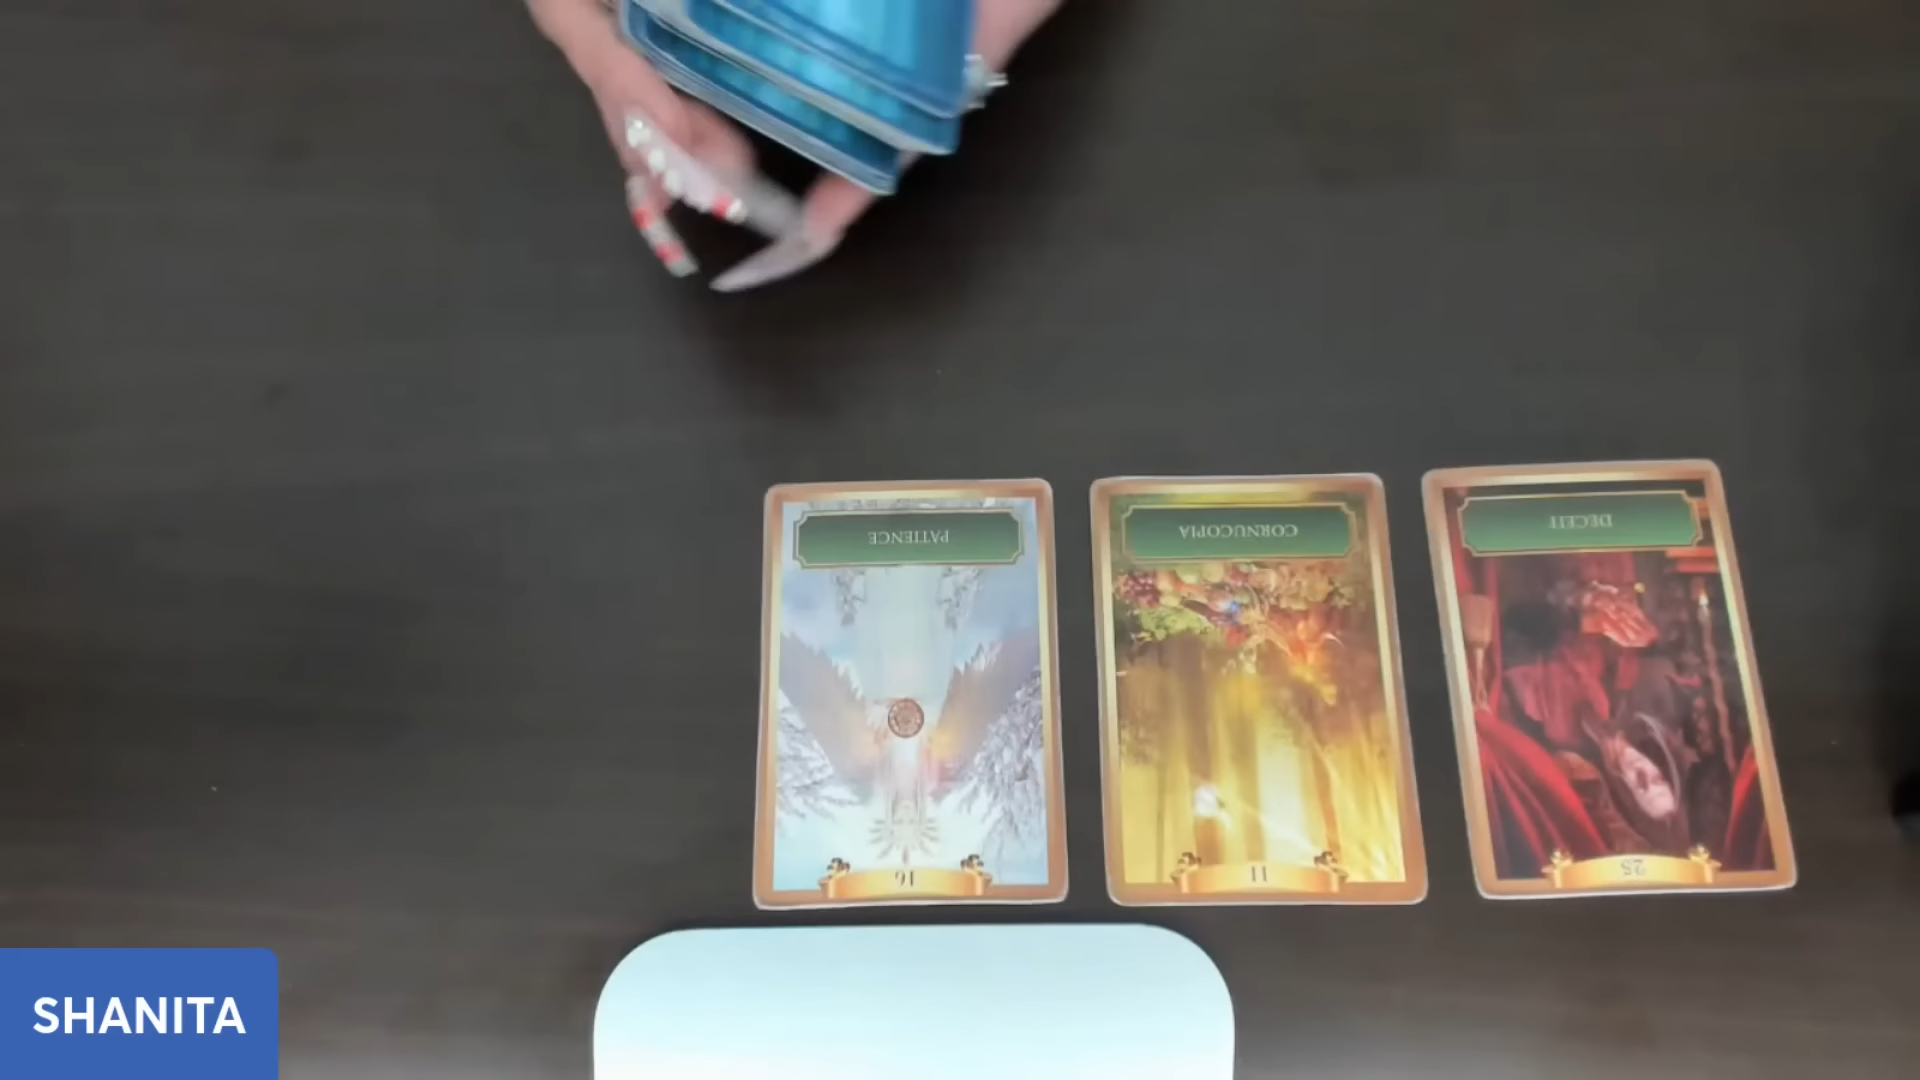 PATIENCE
CORNUCOPIA
DECEIT
16
11
25
SHANITA